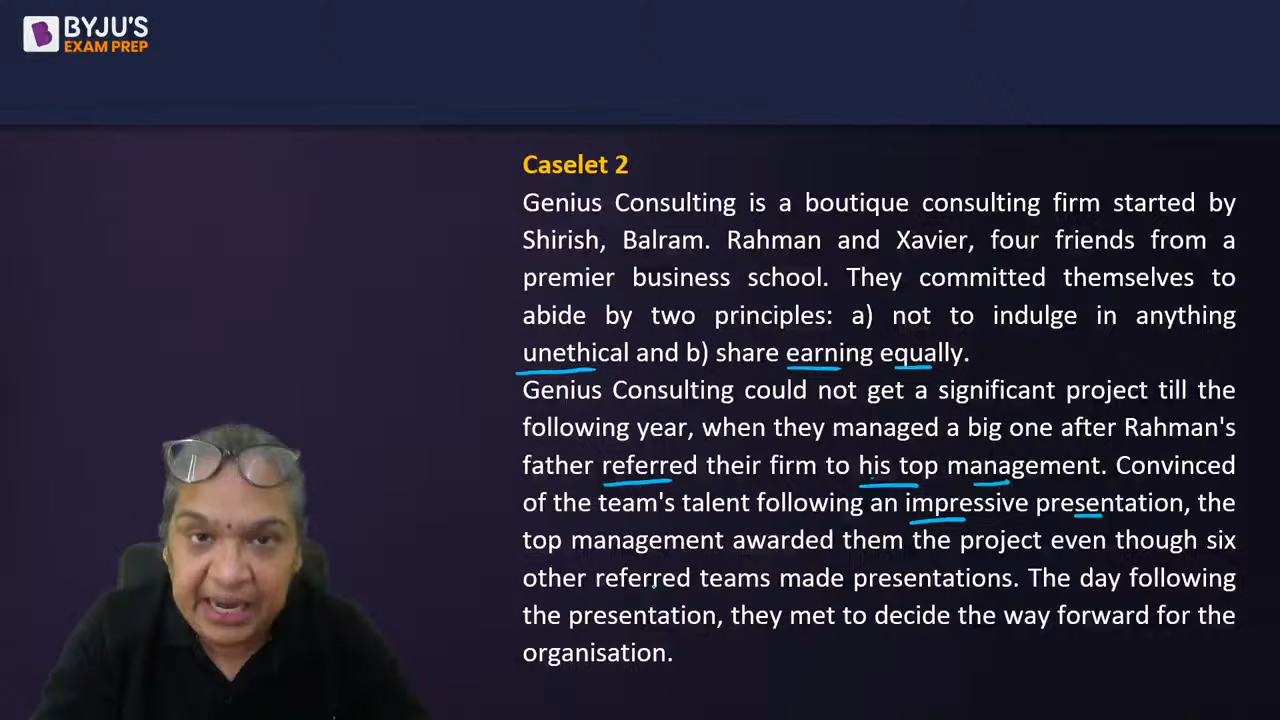 BYJU'S
EXAM PREP
Caselet 2
Genius Consulting is a boutique consulting firm started by
Shirish, Balram. Rahman and Xavier, four friends from a
premier business school. They committed themselves to
abide by two principles: a) not to indulge in anything
unethical and b) share earning equally.
Genius Consulting could not get a significant project till the
following year, when they managed a big one after Rahman's
father referred their firm to his top management. Convinced
of the team's talent following an impressive presentation, the
top management awarded them the project even though six
other referred teams made presentations. The day following
the presentation, they met to decide the way forward for the
organisation.